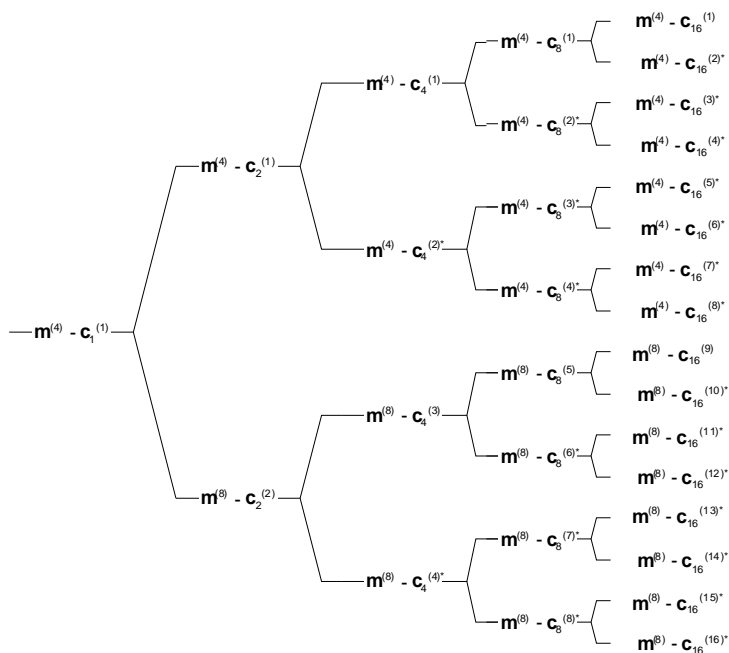 m(4) - c16(1)
m(4) - c8(1)
m(4) - c16(2)*
m(4) - c4(1)
m(4) - c16(3)*
m(4) - c8(2)*
m(4) - c16(4)*
m(4) - c2(1)
m(4) - c16(5)*
m(4) - c8(3)*
m(4) - c16(6)*
m(4) - c4(2)*
m(4) - c16(7)*
m(4) - c8(4)*
m(4) - c16(8)*
m(4) - c1(1)
m(8) - c16(9)
m(8) - c8(5)
m(8) - c16(10)*
m(8) - c4(3)
m(8) - c16(11)*
m(8) - c8(6)*
m(8) - c16(12)*
m(8) - c2(2)
m(8) - c16(13)*
m(8) - c8(7)*
m(8) - c16(14)*
m(8) - c4(4)*
m(8) - c16(15)*
m(8) - c8(8)*
m(8) - c16(16)*